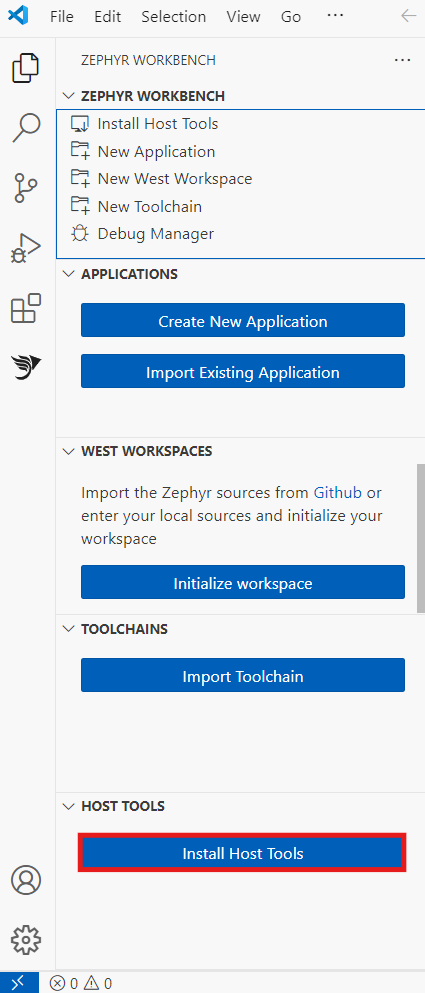 File Edit Selection View Go ...
ZEPHYR WORKBENCH ...
ZEPHYR WORKBENCH
Install Host Tools
New Application
New West Workspace
New Toolchain
Debug Manager
APPLICATIONS
Create New Application
Import Existing Application
WEST WORKSPACES
Import the Zephyr sources from Github or
enter your local sources and initialize your
workspace
Initialize workspace
TOOLCHAINS
Import Toolchain
HOST TOOLS
Install Host Tools
0 0